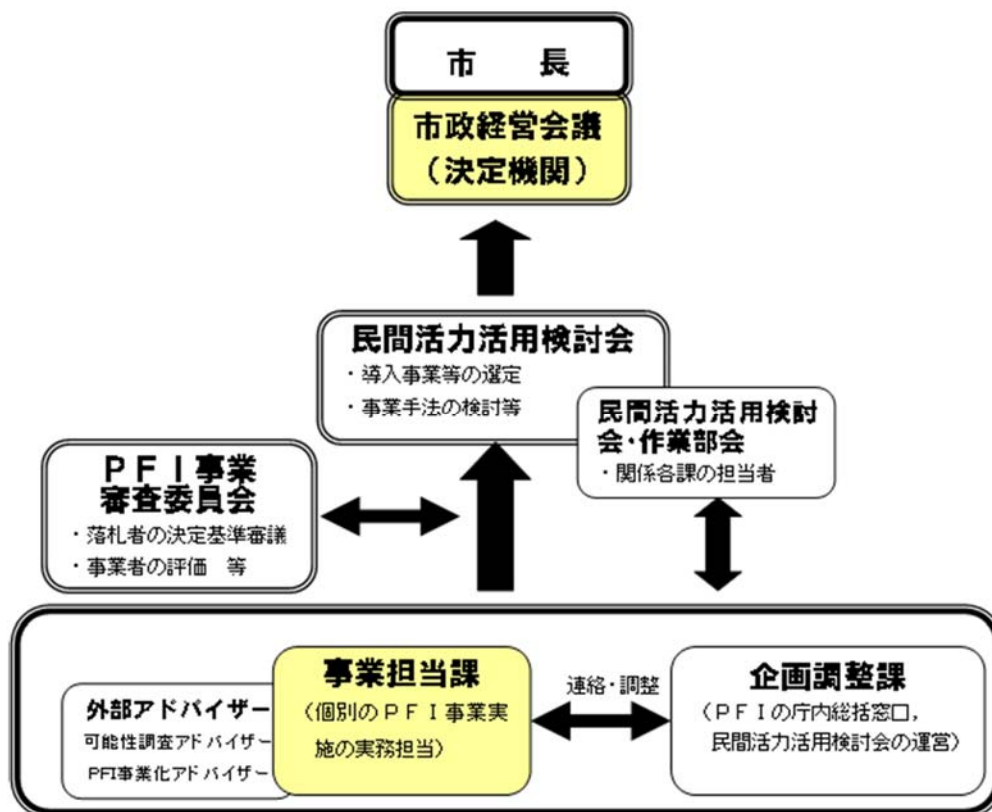 市　長
市政経営会議
（決定機関）
民間活力活用検討会
・導入事業等の選定
・事業手法の検討等
民間活力活用検討
会・作業部会
・関係各課の担当者
ＰＦＩ事業
審査委員会
・落札者の決定基準審議
・事業者の評価　等
外部アドバイザー
可能性調査アドバイザー
PFI事業化アドバイザー
事業担当課
（個別のＰＦＩ事業実
施の実務担当）
連絡・調整
企画調整課
（ＰＦＩの庁内総括窓口，
民間活力活用検討会の運営）